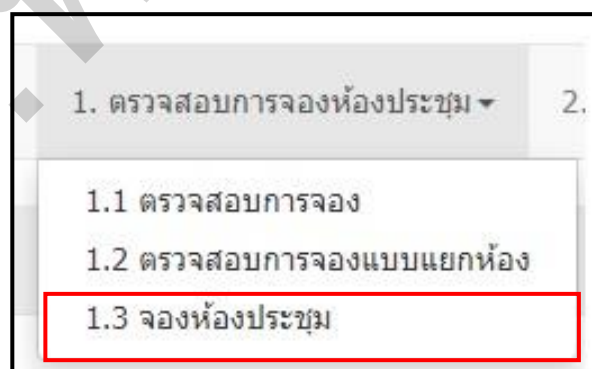 1. ตรวจสอบการจองห้องประชุม 2.
1.1 ตรวจสอบการจอง
1.2 ตรวจสอบการจองแบบแยกห้อง
1.3 จองห้องประชุม